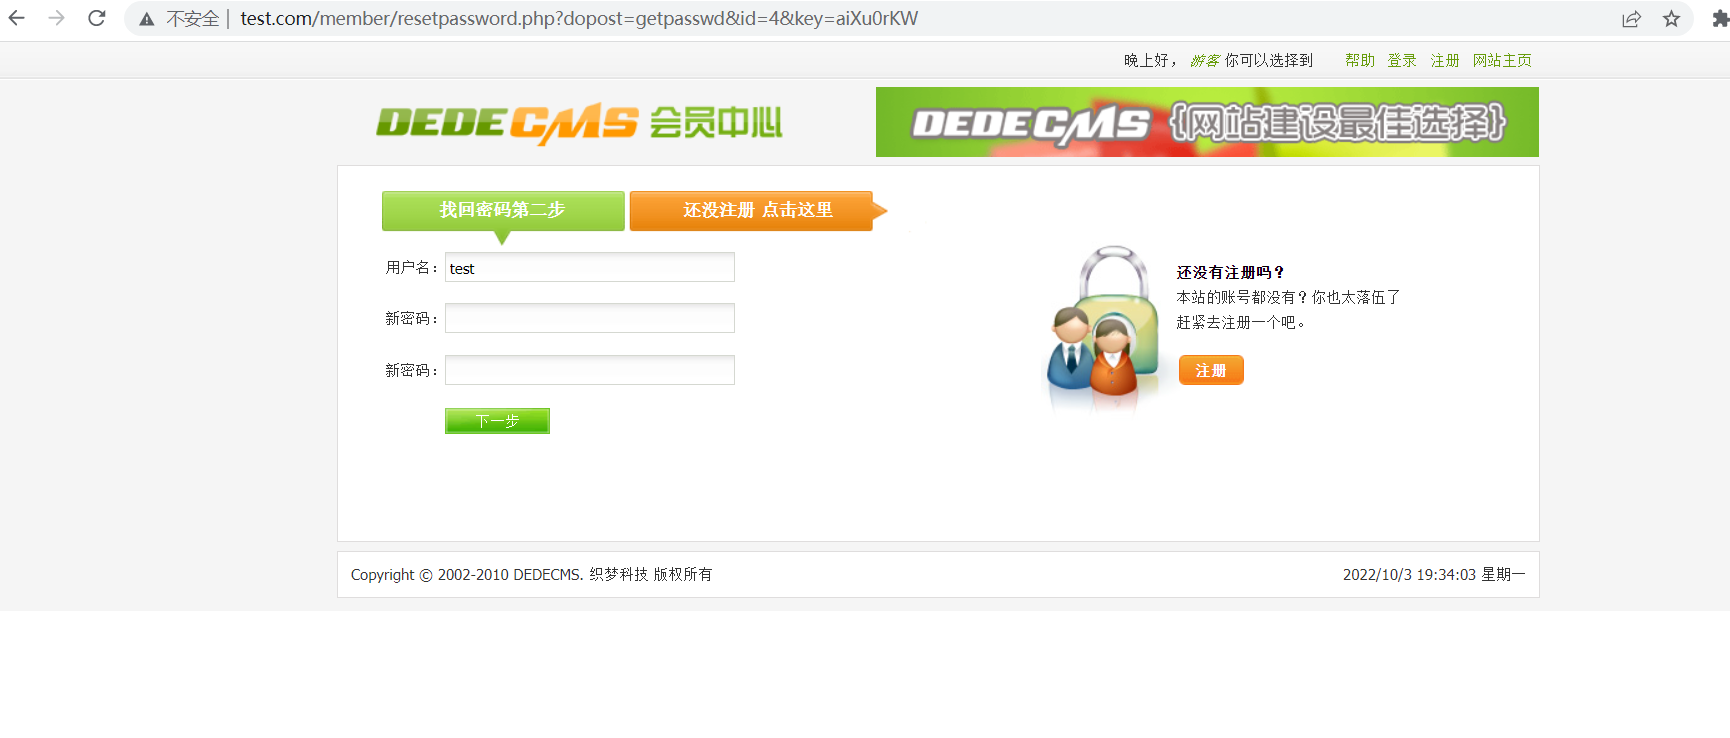 不安全 | test.com/member/resetpassword.php?dopost=getpasswd&id=4&key=aiXu0rKW
晚上好， 游客 你可以选择到 帮助 登录 注册 网站主页
DEDECMS 会员中心
DEDECMS {网站建设最佳选择}
找回密码第二步
还没注册 点击这里
用户名：test
新密码：
新密码：
下一步
还没有注册吗？
本站的账号都没有？你也太落伍了
赶紧去注册一个吧。
注册
Copyright © 2002-2010 DEDECMS. 织梦科技 版权所有
2022/10/3 19:34:03 星期一